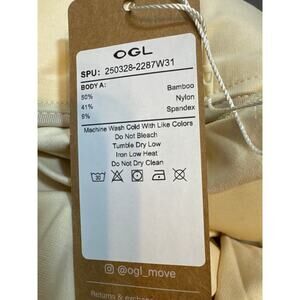 OGL
SPU: 250328-2287W31
BODY A:
50% Bamboo
41% Nylon
9% Spandex
Machine Wash Cold With Like Colors
Do Not Bleach
Tumble Dry Low
Iron Low Heat
Do Not Dry Clean
@ogl_move
Returns & exchange